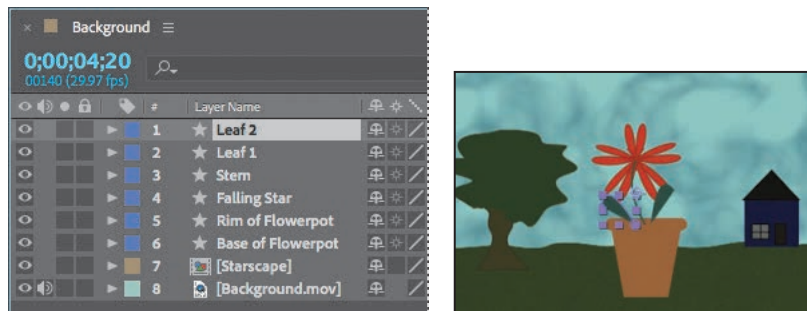 × Background ≡
0;00;04;20
00140 (29.97 fps)
# Layer Name
1 Leaf 2
2 Leaf 1
3 Stem
4 Falling Star
5 Rim of Flowerpot
6 Base of Flowerpot
7 [Starscape]
8 [Background.mov]